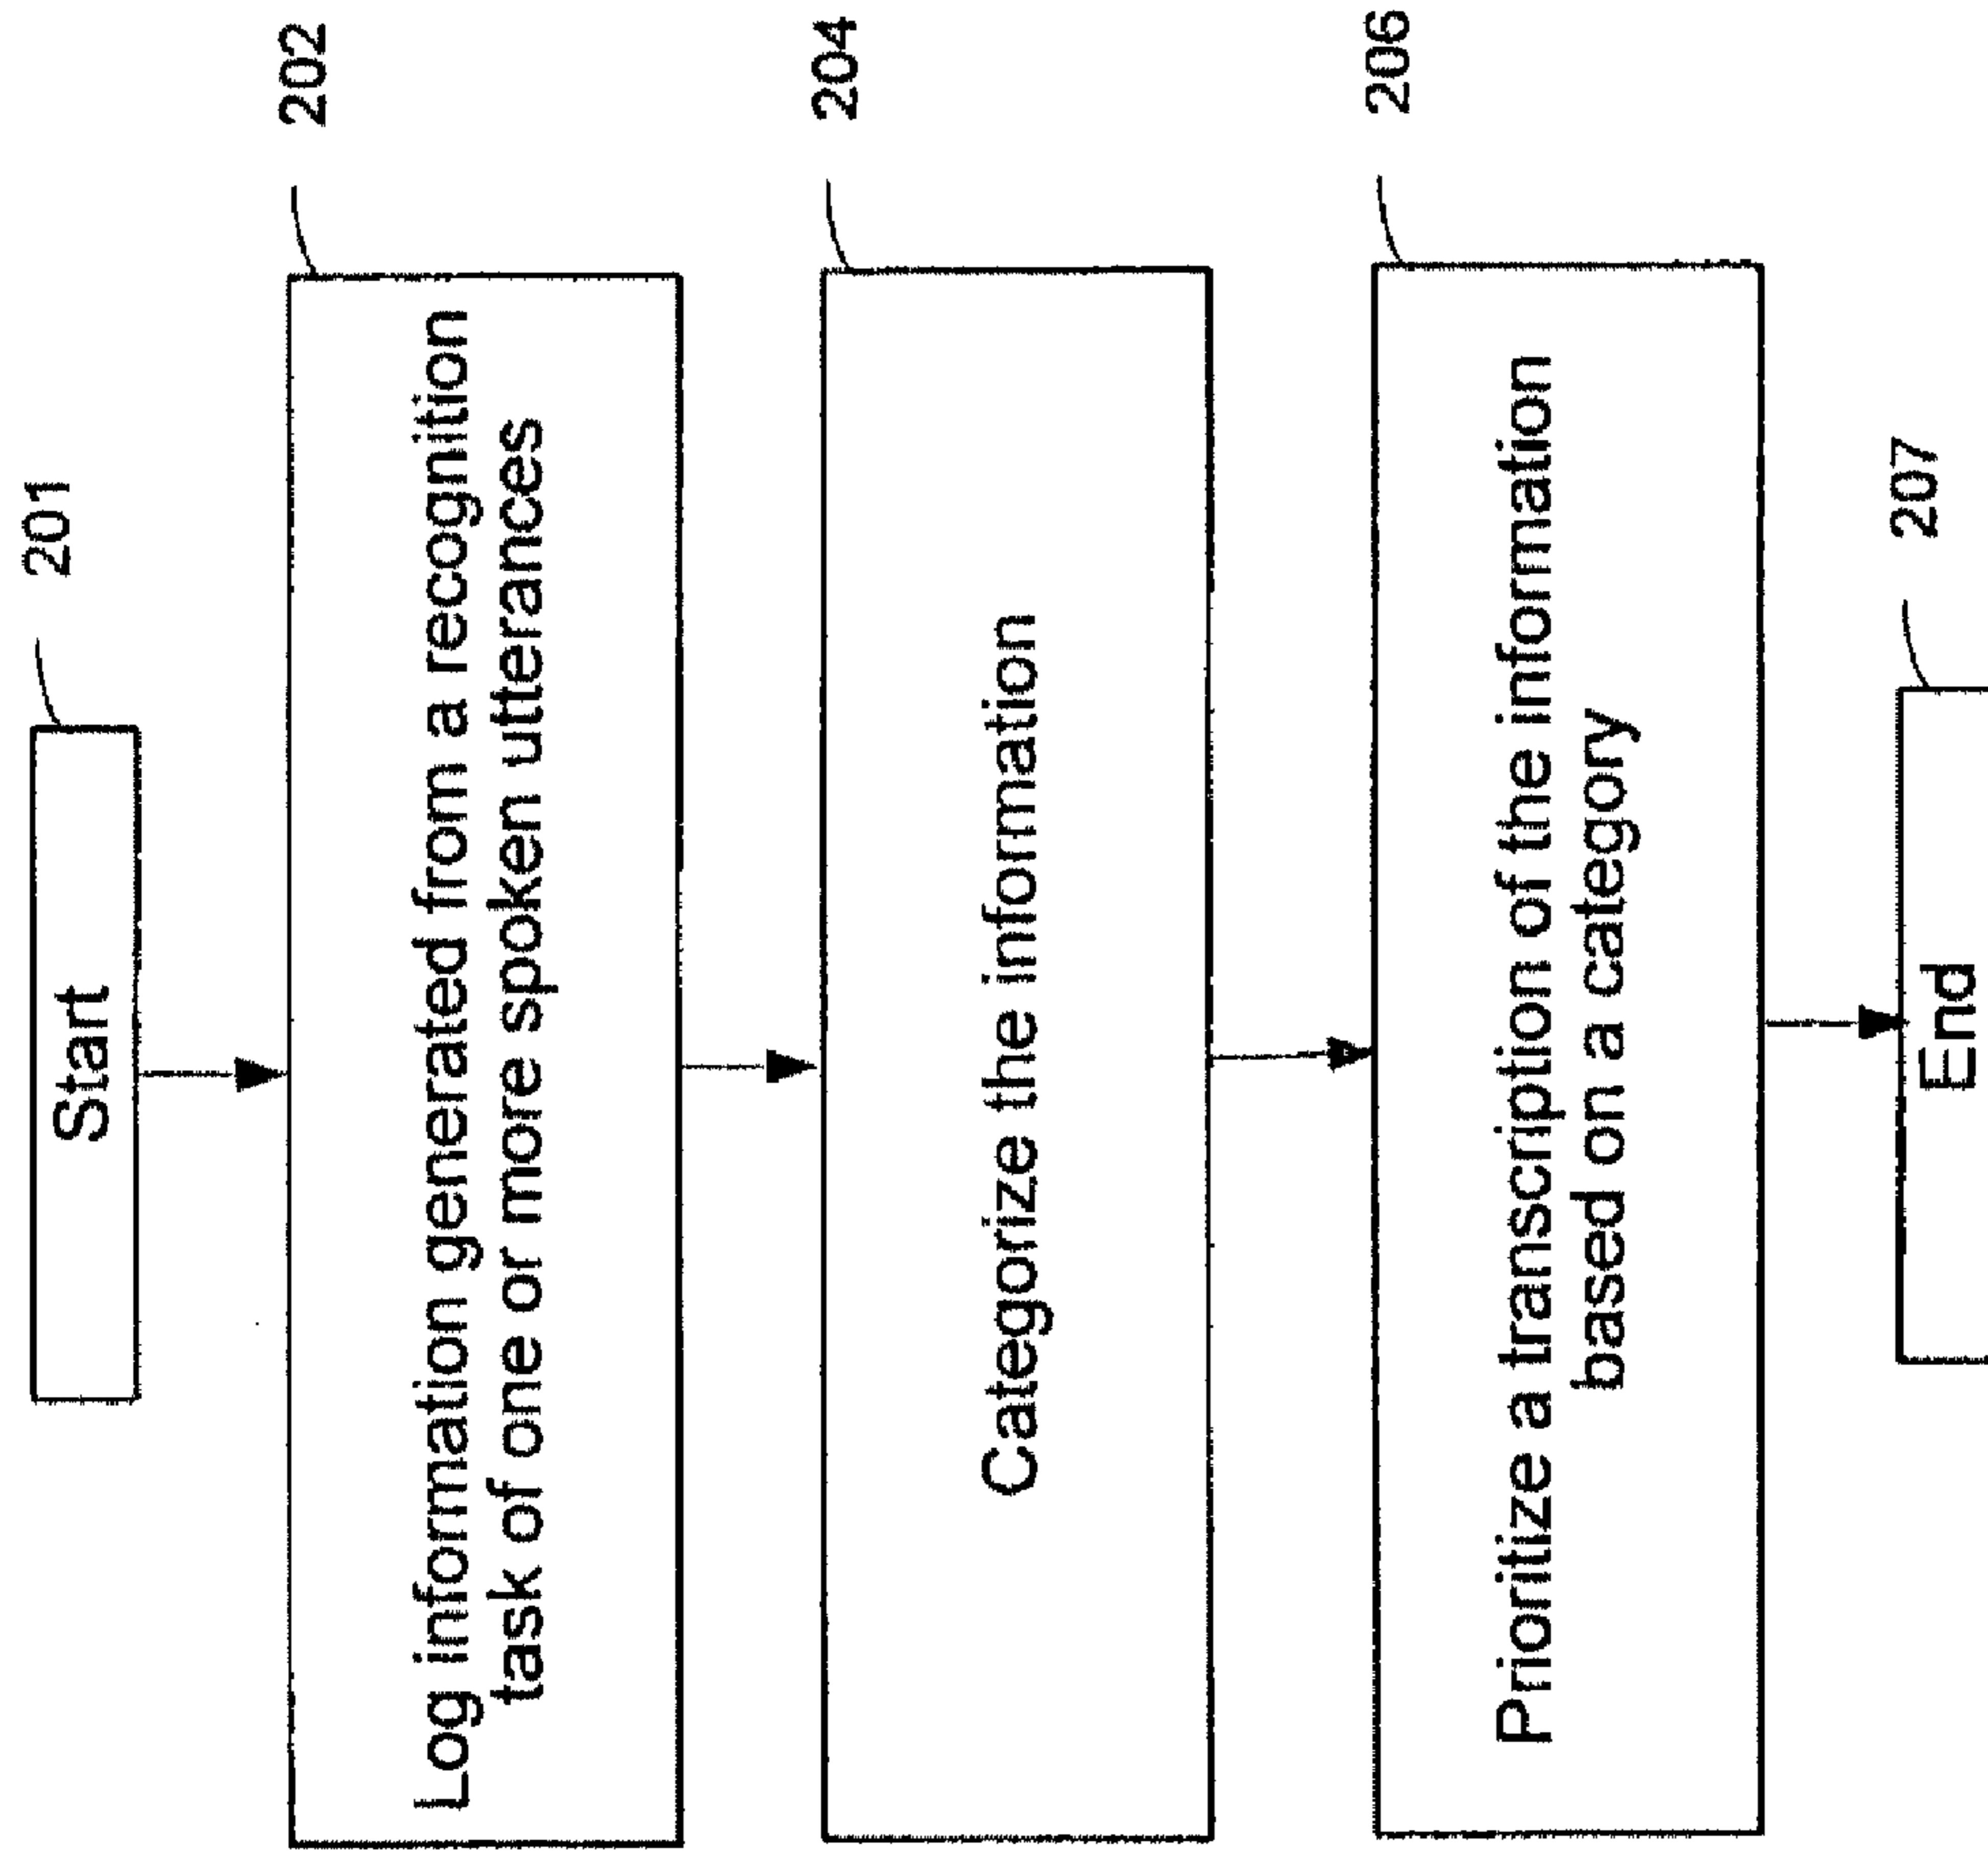 201
Start
202
Log information generated from a recognition
task of one or more spoken utterances
204
Categorize the information
206
Prioritize a transcription of the information
based on a category
207
End